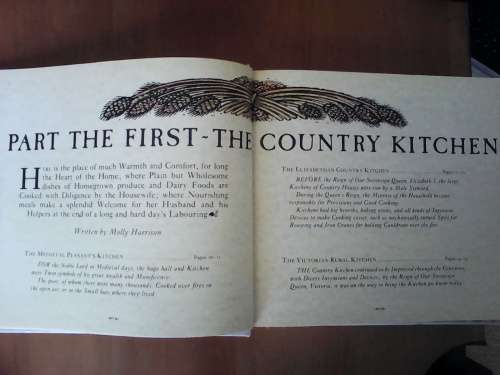 PART THE FIRST~THE COUNTRY KITCHEN
HERE is the place of much Warmth and Comfort, for long
the Heart of the Home, where Plain but Wholesome
dishes of Homegrown produce and Dairy Foods are
Cooked with Diligence by the Housewife; where Nourishing
meals make a splendid Welcome for her Husband and his
Helpers at the end of a long and hard day's Labouring
Written by Molly Harrison
THE MEDIEVAL PEASANT'S KITCHEN Pages
FOR the Noble Lord in Medieval days, the huge hall and Kitchen
were Twin symbols of his great wealth and Munificence.
The poor, of whom there were many thousands, Cooked over fires in
the open air, or in the Small huts where they lived
THE ELIZABETHAN COUNTRY KITCHEN Pages
BEFORE the Reign of Our Sovereign Queen, Elizabeth I, the large
Kitchens of Country Houses were run by a Male Steward.
During the Queen's Reign, the Mistress of the Household became
responsible for Provisions and Good Cooking.
Kitchens had big hearths, baking ovens, and all kinds of Ingenious
Devices to make Cooking easier, such as mechanically turned Spits for
Roasting and Iron Cranes for holding Cauldrons over the fire.
THE VICTORIAN RURAL KITCHEN Pages
THE Country Kitchen continued to be Improved through the Centuries,
with Divers Inventions and Devices; by the Reign of Our Sovereign
Queen, Victoria, it was on the way to being the Kitchen we know today.